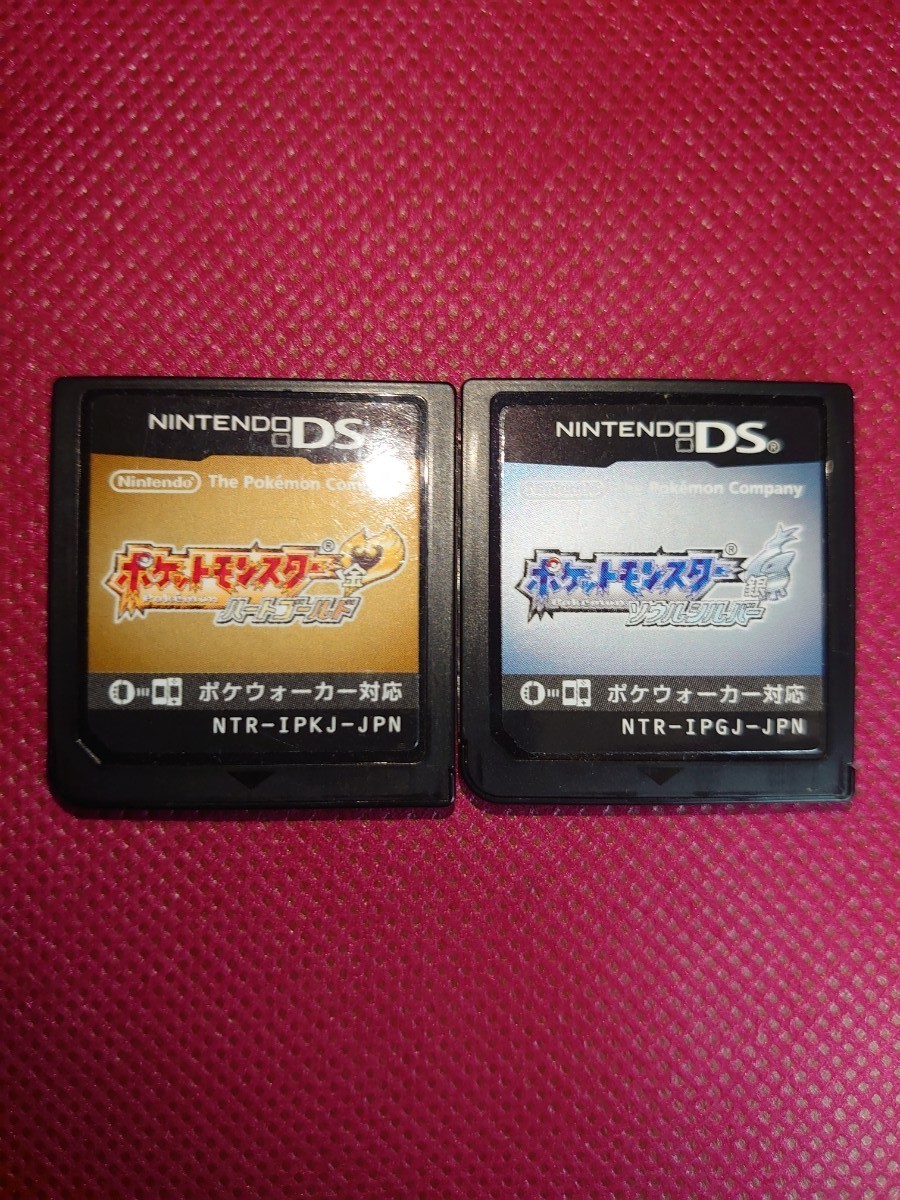 NINTENDO DS
Nintendo The Pokémon Com
ポケットモンスター®
Pokémon
金
ハートゴールド
ポケウォーカー対応
NTR-IPKJ-JPN
NINTENDO DS®
Pokémon Company
ポケットモンスター®
Pokémon
銀
ソウルシルバー
ポケウォーカー対応
NTR-IPGJ-JPN